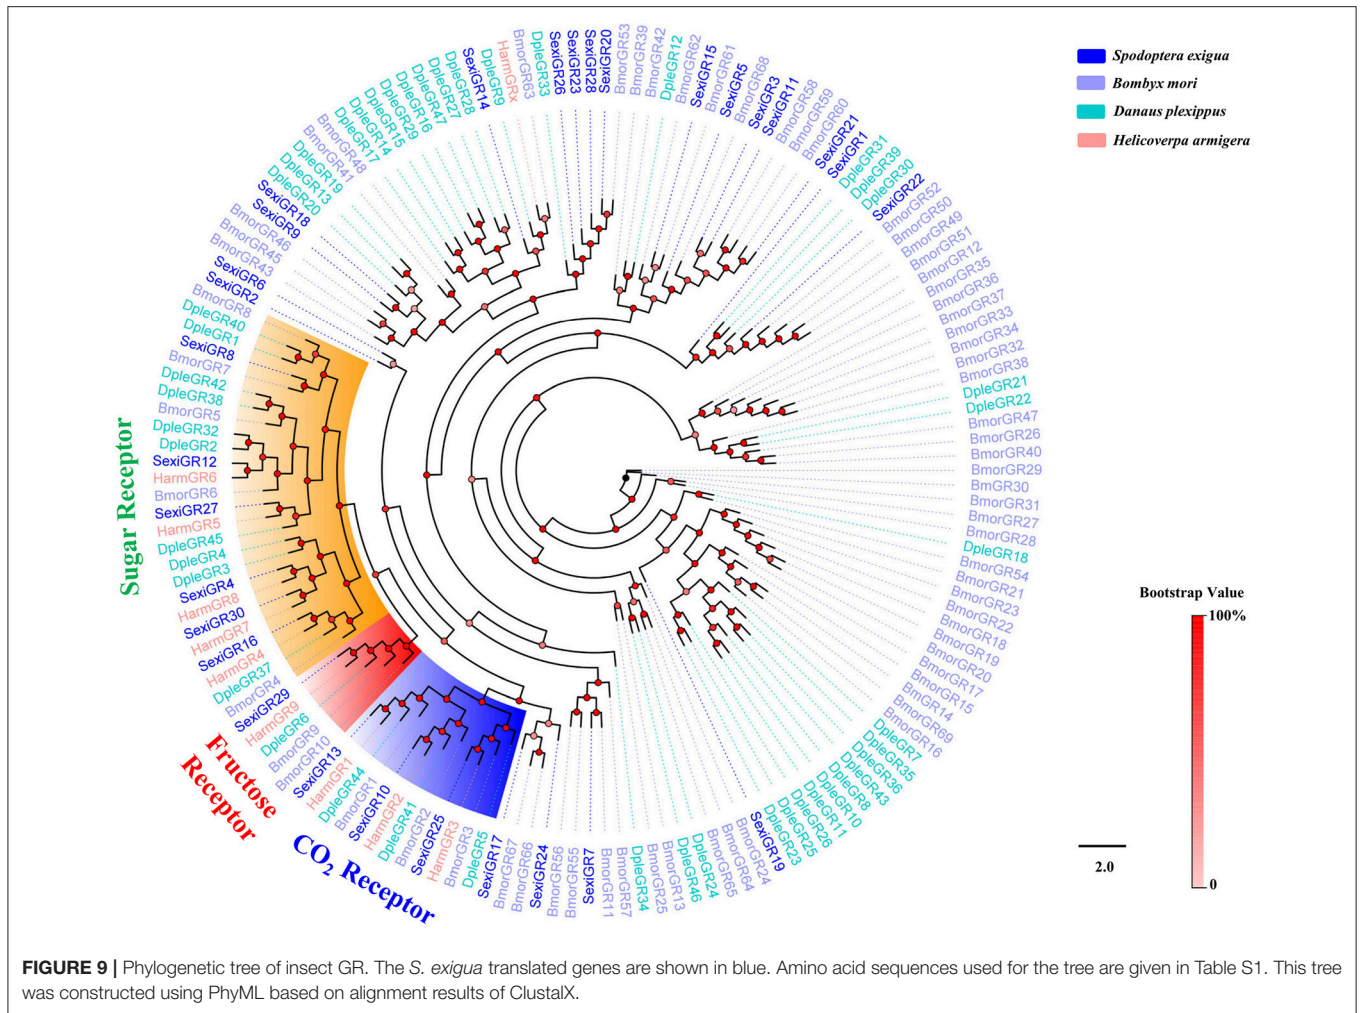 Spodoptera exigua
Bombyx mori
Danaus plexippus
Helicoverpa armigera
BmorGR53
BmorGR39
BmorGR42
DpleGR12
BmorGR62
SexiGR15
BmorGR61
SexiGR5
BmorGR68
SexiGR3
SexiGR11
BmorGR58
BmorGR59
BmorGR60
SexiGR21
SexiGR1
DpleGR31
DpleGR39
DpleGR30
SexiGR22
BmorGR52
BmorGR50
BmorGR49
BmorGR51
BmorGR12
BmorGR35
BmorGR36
BmorGR37
BmorGR33
BmorGR34
BmorGR32
BmorGR38
DpleGR21
DpleGR22
BmorGR47
BmorGR26
BmorGR40
BmorGR29
BmGR30
BmorGR31
BmorGR27
BmorGR28
DpleGR18
BmorGR54
BmorGR21
BmorGR23
BmorGR22
BmorGR18
BmorGR19
BmorGR20
BmorGR17
BmorGR15
BmorGR14
BmorGR69
BmorGR16
DpleGR7
DpleGR35
DpleGR36
DpleGR43
DpleGR8
DpleGR10
DpleGR11
DpleGR26
DpleGR25
DpleGR23
SexiGR19
BmorGR24
BmorGR64
BmorGR65
DpleGR24
DpleGR46
BmorGR13
BmorGR25
DpleGR34
BmorGR57
BmorGR11
SexiGR7
BmorGR55
BmorGR56
SexiGR24
BmorGR66
BmorGR67
SexiGR17
DpleGR5
BmorGR3
HarmGR3
SexiGR25
BmorGR2
DpleGR41
HarmGR2
SexiGR10
BmorGR1
DpleGR44
HarmGR1
SexiGR13
BmorGR10
BmorGR9
DpleGR6
HarmGR9
SexiGR29
BmorGR4
DpleGR37
HarmGR4
SexiGR16
HarmGR7
SexiGR30
HarmGR8
SexiGR4
DpleGR3
DpleGR4
DpleGR45
HarmGR5
SexiGR27
BmorGR6
HarmGR6
SexiGR12
DpleGR2
DpleGR32
BmorGR5
DpleGR38
DpleGR42
BmorGR7
SexiGR8
DpleGR1
DpleGR40
BmorGR8
SexiGR2
SexiGR6
BmorGR43
BmorGR45
BmorGR46
SexiGR9
SexiGR18
DpleGR20
DpleGR13
DpleGR19
BmorGR41
BmorGR48
DpleGR17
DpleGR14
DpleGR15
DpleGR29
DpleGR16
DpleGR47
DpleGR27
DpleGR28
SexiGR14
DpleGR9
HarmGRx
BmorGR63
DpleGR33
SexiGR26
SexiGR23
SexiGR28
SexiGR20
Sugar Receptor
Fructose
Receptor
CO2 Receptor
Bootstrap Value
100%
0
2.0
FIGURE 9 | Phylogenetic tree of insect GR. The S. exigua translated genes are shown in blue. Amino acid sequences used for the tree are given in Table S1. This tree
was constructed using PhyML based on alignment results of ClustalX.